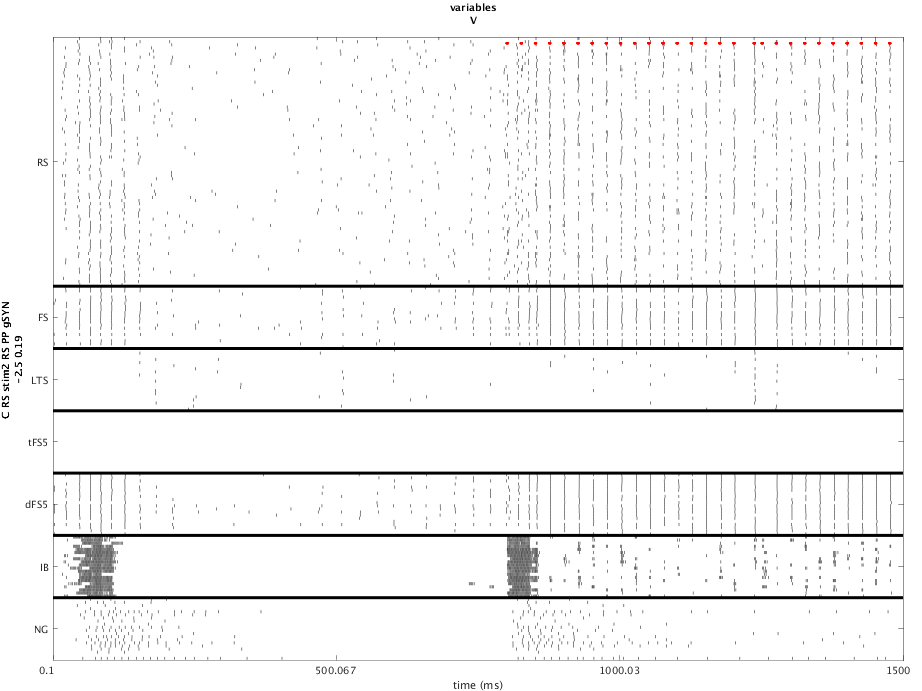 variables
V
C RS stim2 RS PP gSYN
-2.5 0.19
RS
FS
LTS
tFS5
dFS5
IB
NG
0.1
500.067
1000.03
1500
time (ms)